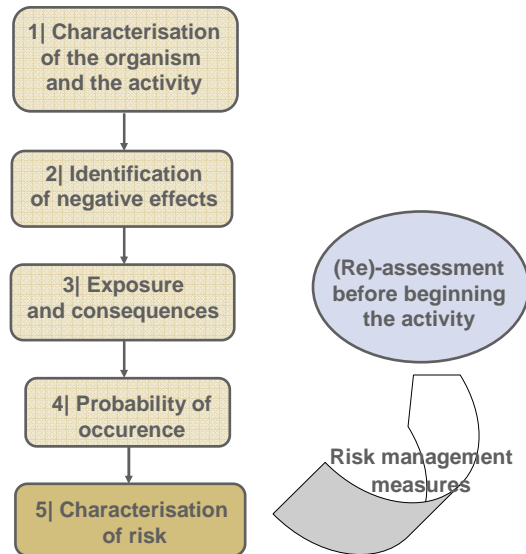 1| Characterisation
of the organism
and the activity
2| Identification
of negative effects
3| Exposure
and consequences
4| Probability of
occurence
5| Characterisation
of risk
(Re)-assessment
before beginning
the activity
Risk management
measures